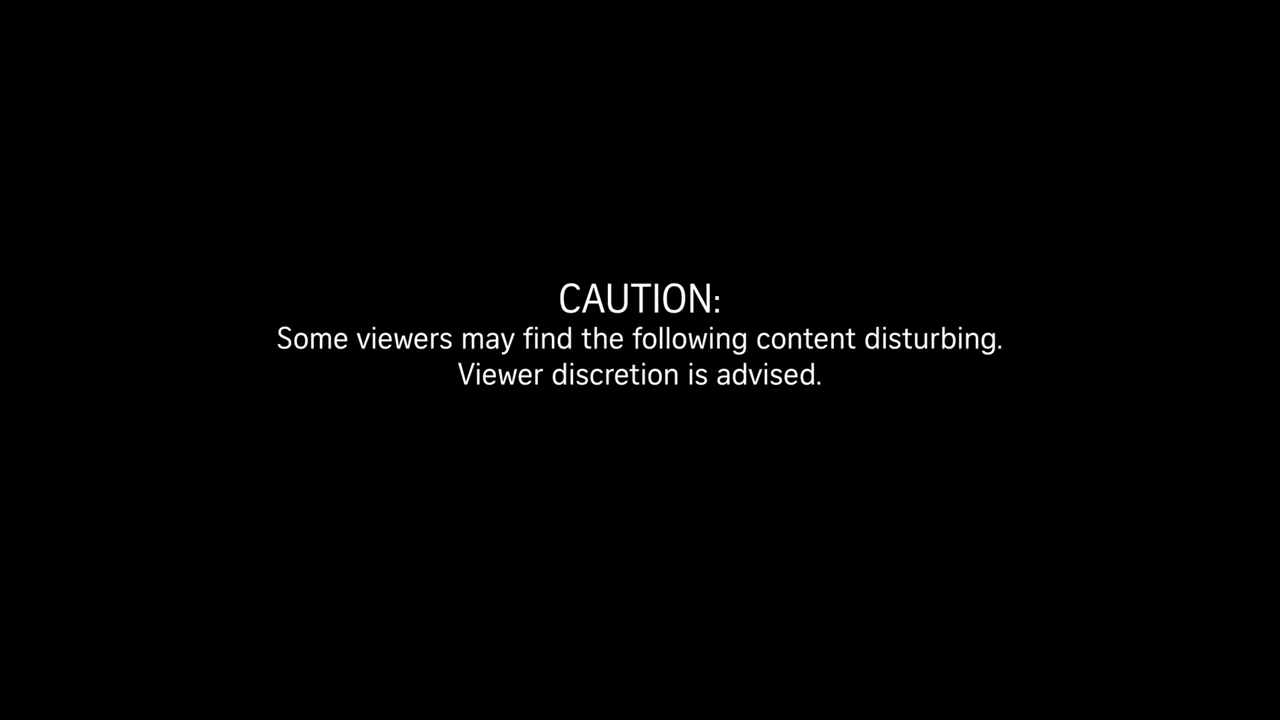 CAUTION:
Some viewers may find the following content disturbing.
Viewer discretion is advised.